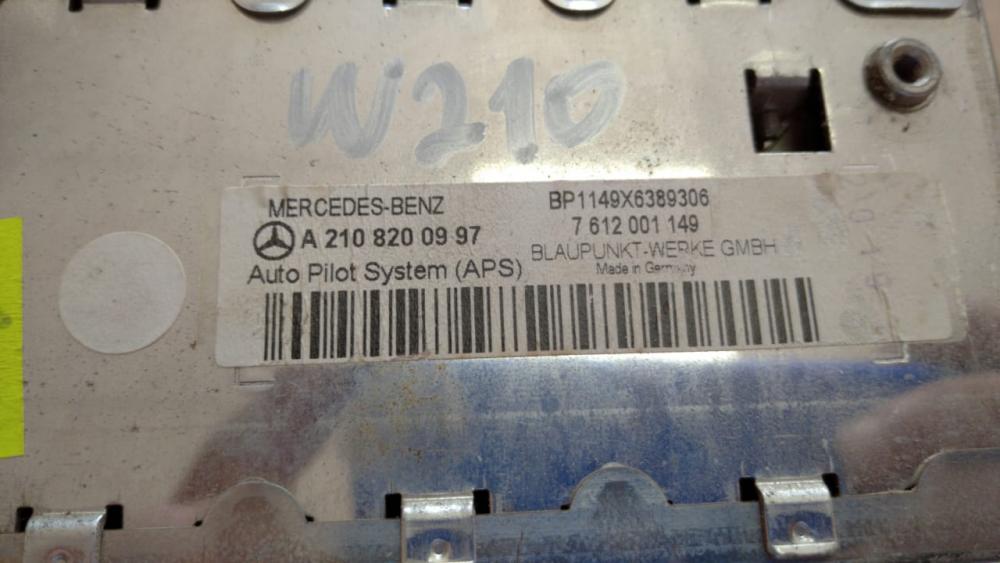 W210
MERCEDES-BENZ
A 210 820 09 97
Auto Pilot System (APS)
BP1149X6389306
7 612 001 149
BLAUPUNKT-WERKE GMBH
Made in Germany